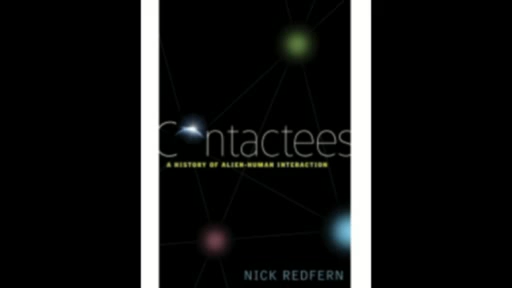 Contactees
A HISTORY OF ALIEN-HUMAN INTERACTION
NICK REDFERN